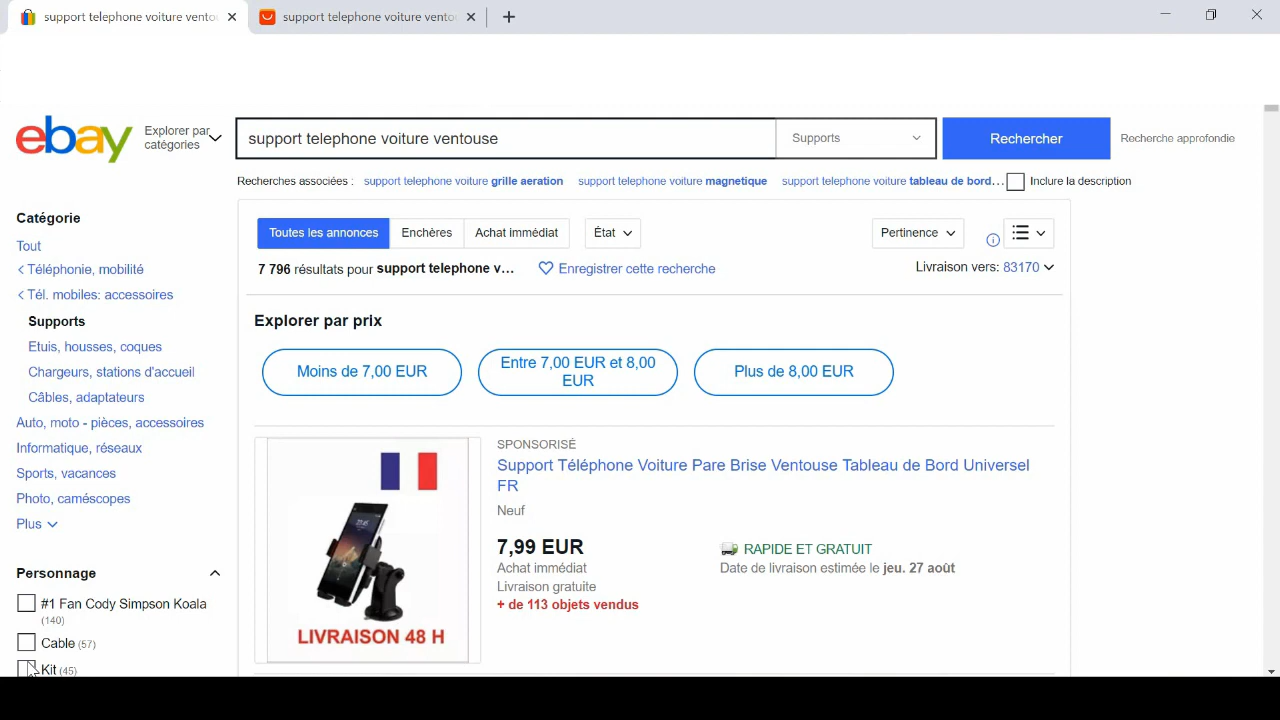 support telephone voiture vento
support telephone voiture vento
ebay
Explorer par
catégories
support telephone voiture ventouse
Supports
Rechercher
Recherche approfondie
Recherches associées :
support telephone voiture grille aeration
support telephone voiture magnetique
support telephone voiture tableau de bord...
Inclure la description
Catégorie
Tout
< Téléphonie, mobilité
< Tél. mobiles: accessoires
Supports
Etuis, housses, coques
Chargeurs, stations d'accueil
Câbles, adaptateurs
Auto, moto - pièces, accessoires
Informatique, réseaux
Sports, vacances
Photo, caméscopes
Plus
Personnage
#1 Fan Cody Simpson Koala
(140)
Cable (57)
Kit (45)
Toutes les annonces
Enchères
Achat immédiat
État
Pertinence
7 796 résultats pour support telephone v...
Enregistrer cette recherche
Livraison vers: 83170
Explorer par prix
Moins de 7,00 EUR
Entre 7,00 EUR et 8,00
EUR
Plus de 8,00 EUR
LIVRAISON 48 H
SPONSORISÉ
Support Téléphone Voiture Pare Brise Ventouse Tableau de Bord Universel
FR
Neuf
7,99 EUR
Achat immédiat
Livraison gratuite
+ de 113 objets vendus
RAPIDE ET GRATUIT
Date de livraison estimée le jeu. 27 août